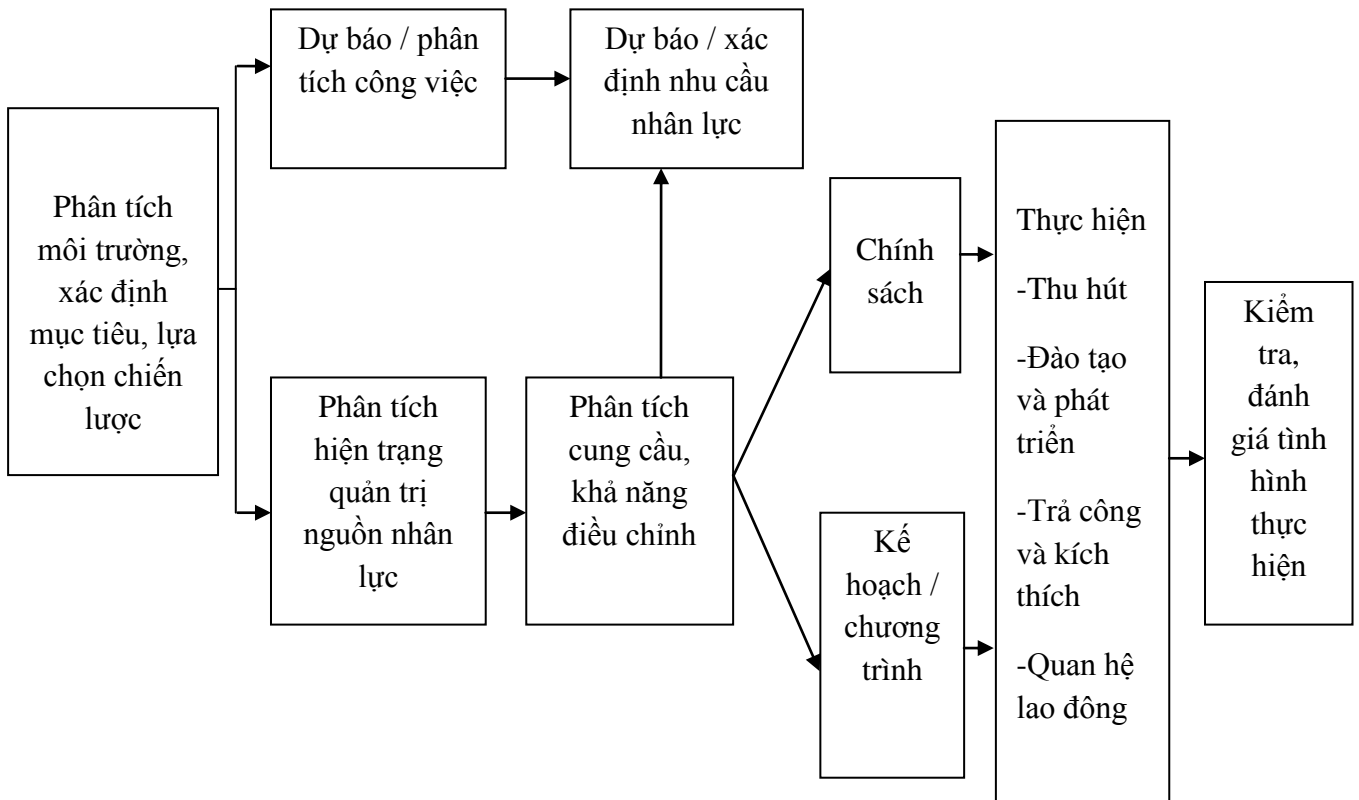 Phân tích
môi trường,
xác định
mục tiêu, lựa
chọn chiến
lược
Dự báo / phân
tích công việc
Dự báo / xác
định nhu cầu
nhân lực
Phân tích
hiện trạng
quản trị
nguồn nhân
lực
Phân tích
cung cầu,
khả năng
điều chỉnh
Chính
sách
Kế
hoạch /
chương
trình
Thực hiện
-Thu hút
-Đào tạo
và phát
triển
-Trả công
và kích
thích
-Quan hệ
lao đông
Kiểm
tra,
đánh
giá tình
hình
thực
hiện